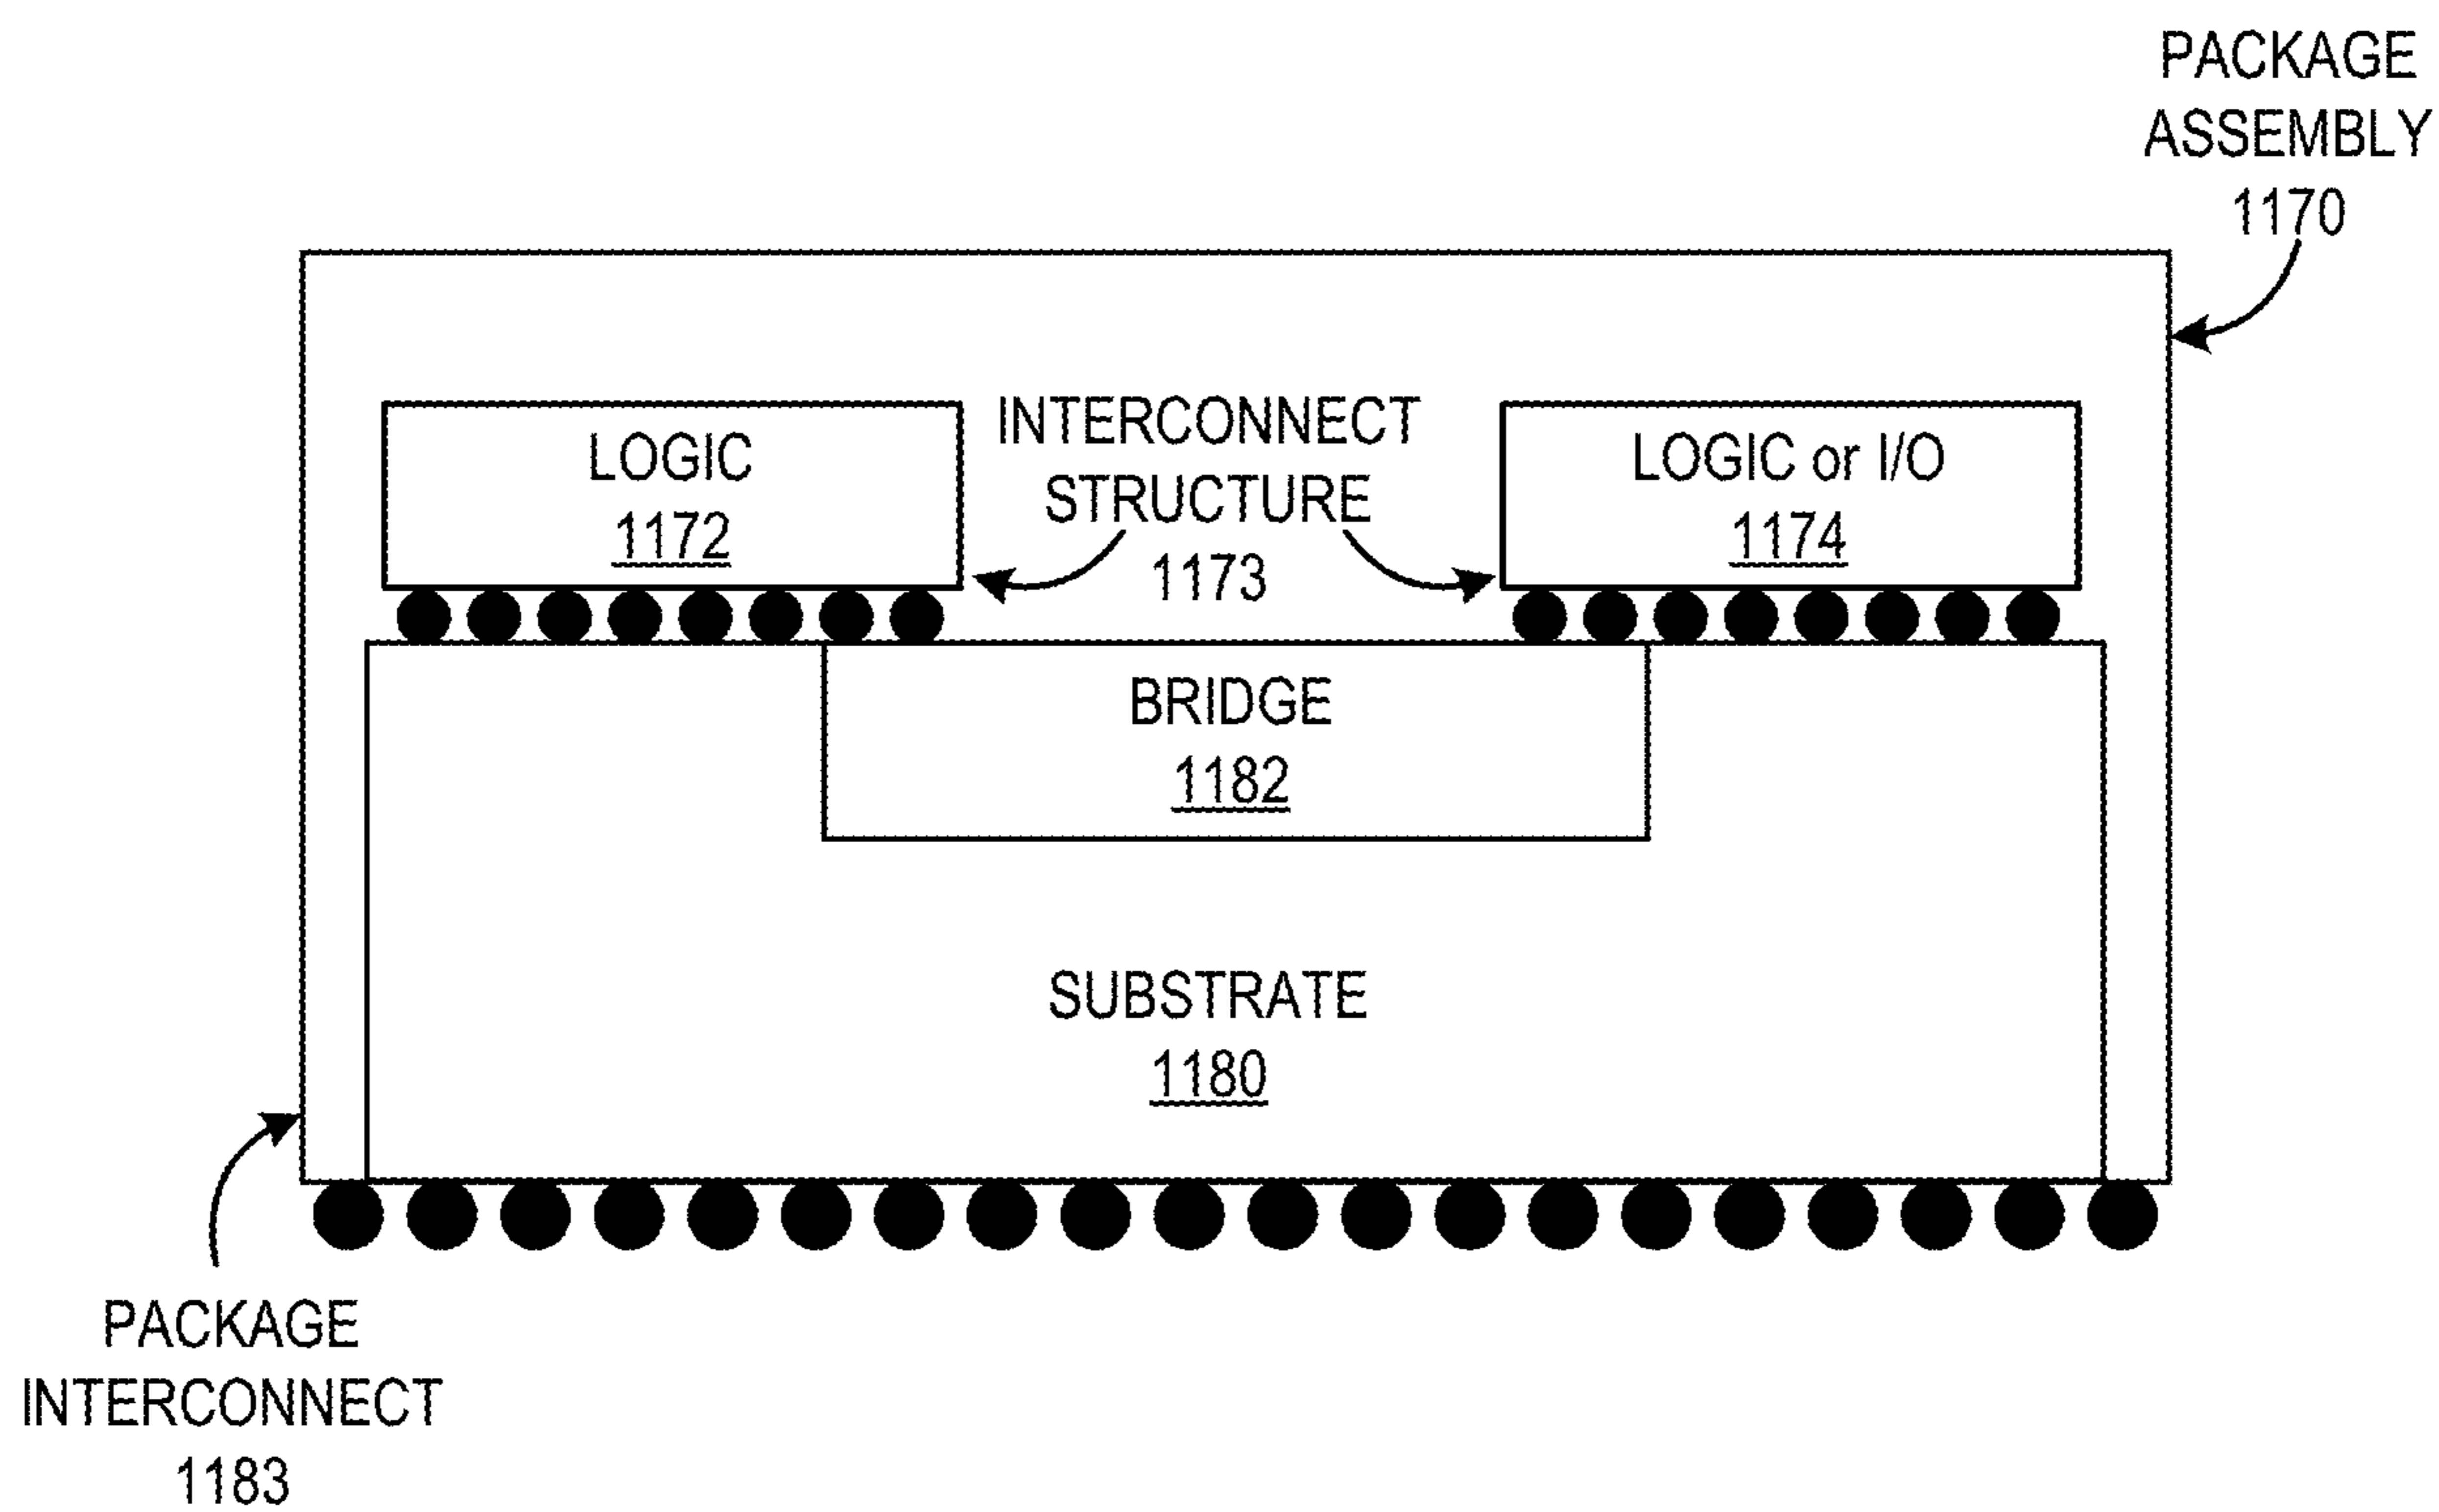 PACKAGE
ASSEMBLY
1170
LOGIC
1172
INTERCONNECT
STRUCTURE
1173
LOGIC or I/O
1174
BRIDGE
1182
SUBSTRATE
1180
PACKAGE
INTERCONNECT
1183